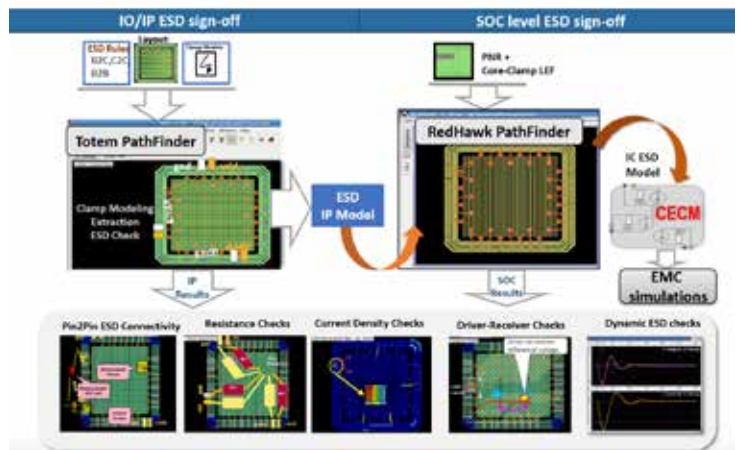 IO/IP ESD sign-off
SOC level ESD sign-off
ESD Rules
B2C,C2C
B2B
Layout
PNR +
Core-Clamp LEF
Totem PathFinder
RedHawk PathFinder
IC ESD
Model
Clamp Modeling
Extraction
ESD Check
ESD
IP Model
CECM
EMC
simulations
IP
Results
SOC
Results
Pin2Pin ESD Connectivity
Resistance Checks
Current Density Checks
Driver-Receiver Checks
Dynamic ESD checks